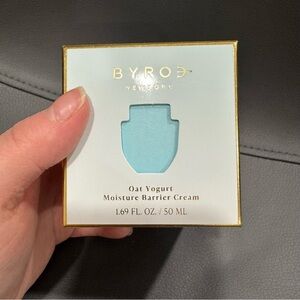 BYROE
NEW YORK
Oat Yogurt
Moisture Barrier Cream
1.69 FL. OZ. / 50 ML